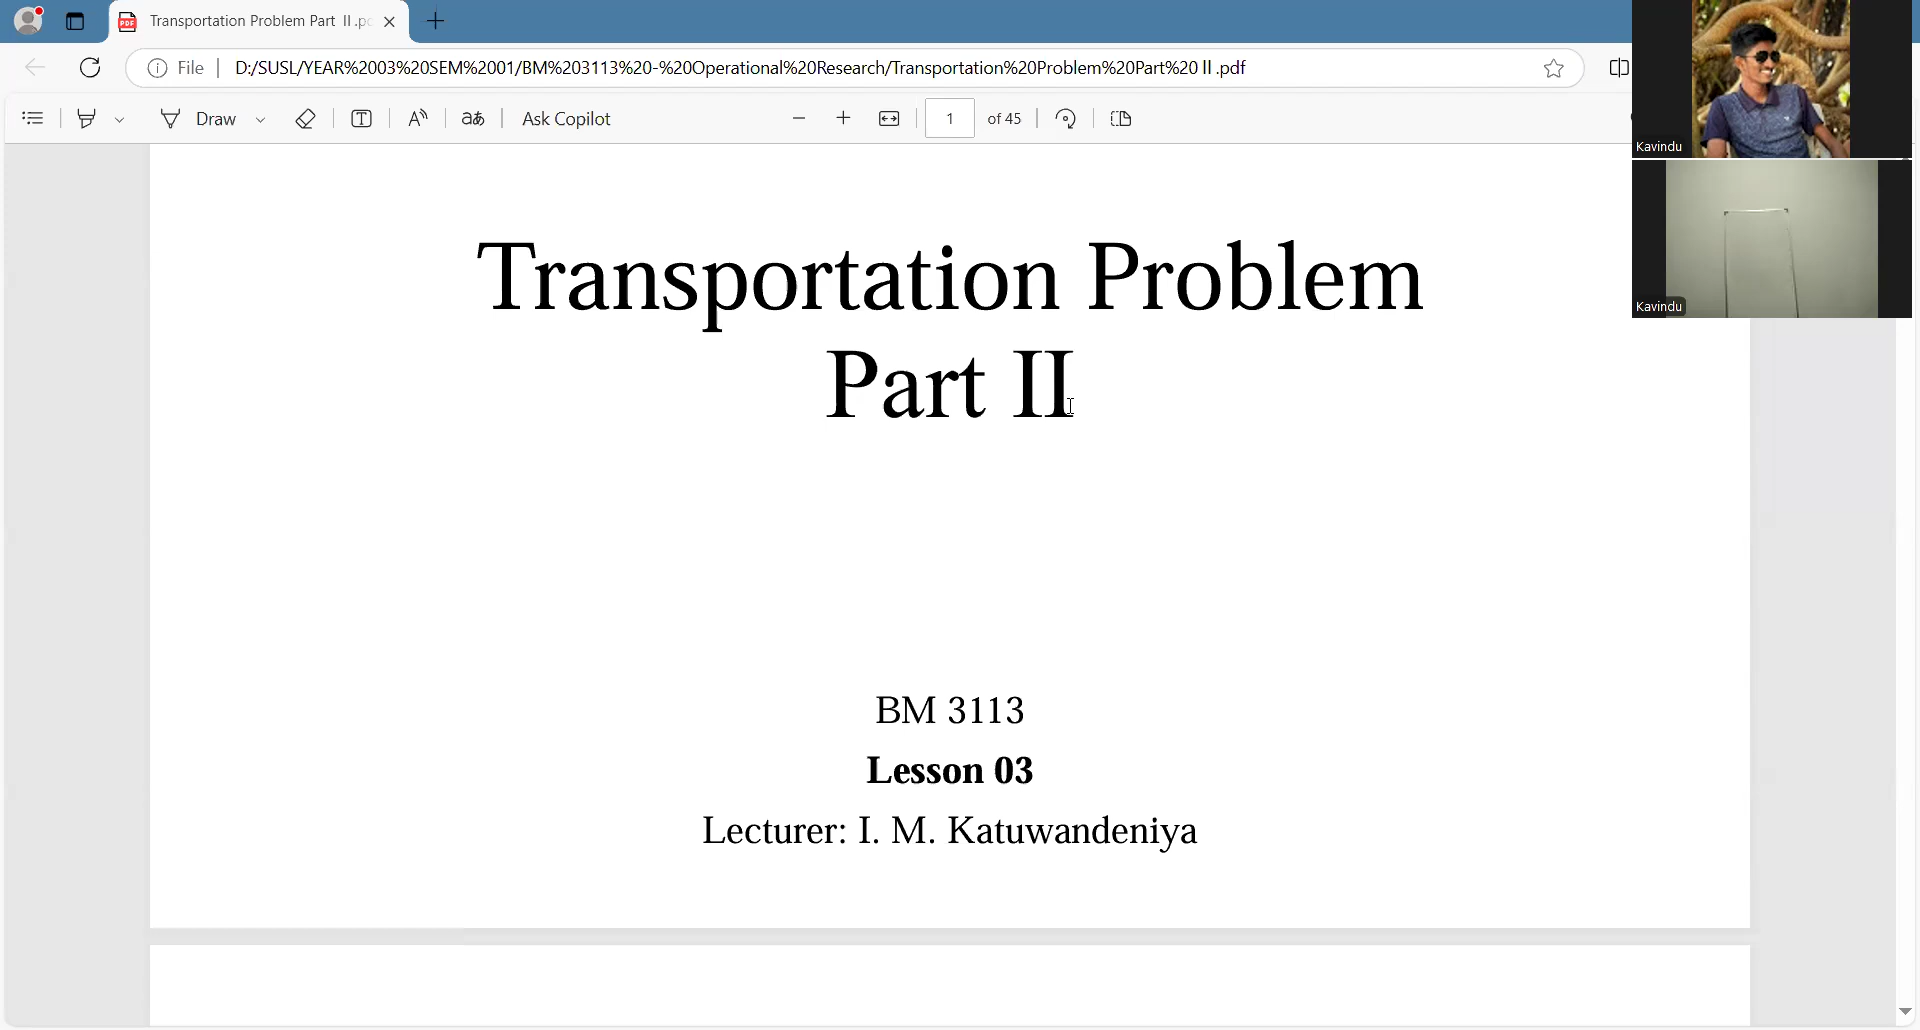 Transportation Problem Part II .p
File
D:/SUSL/YEAR%2003%20SEM%2001/BM%203113%20-%20Operational%20Research/Transportation%20Problem%20Part%20 II .pdf
Draw
Ask Copilot
1 of 45
Kavindu
Kavindu
Transportation Problem
Part II
BM 3113
Lesson 03
Lecturer: I. M. Katuwandeniya